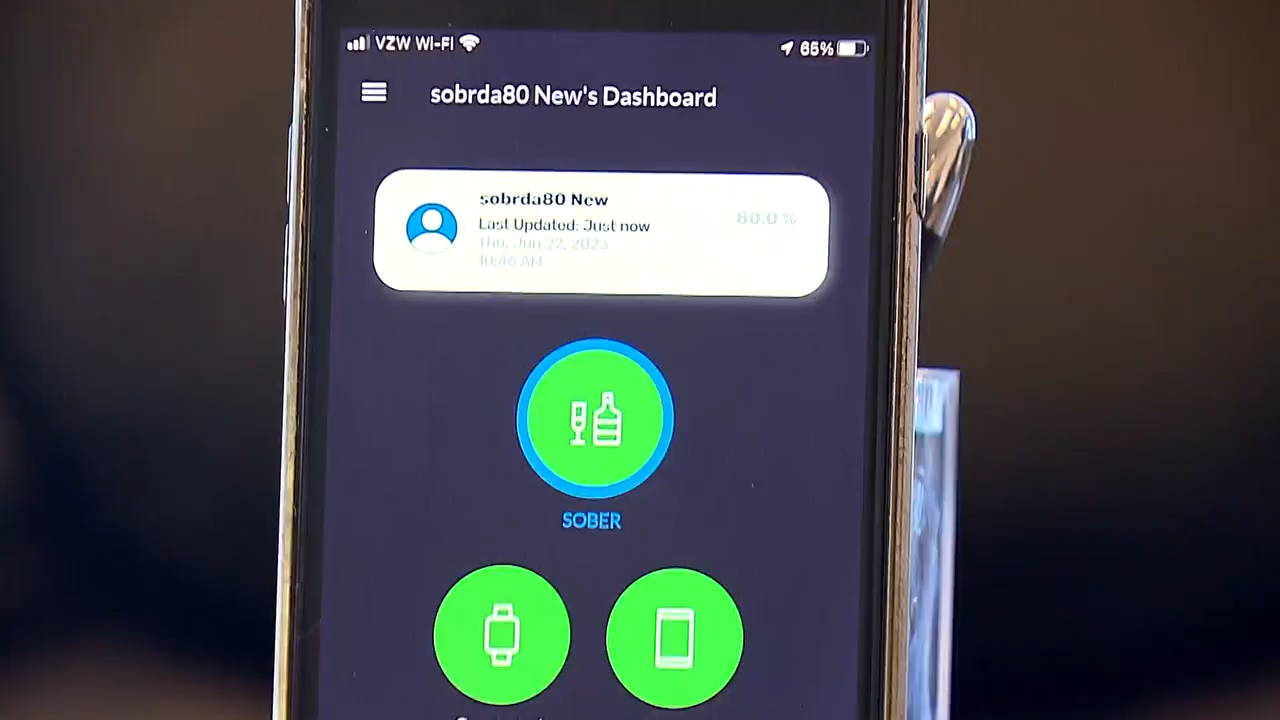 VZW Wi-Fi
65%
sobrda80 New's Dashboard
sobrda80 New
80.0 %
Last Updated: Just now
Thu, Jun 22, 2023
10:46 AM
SOBER